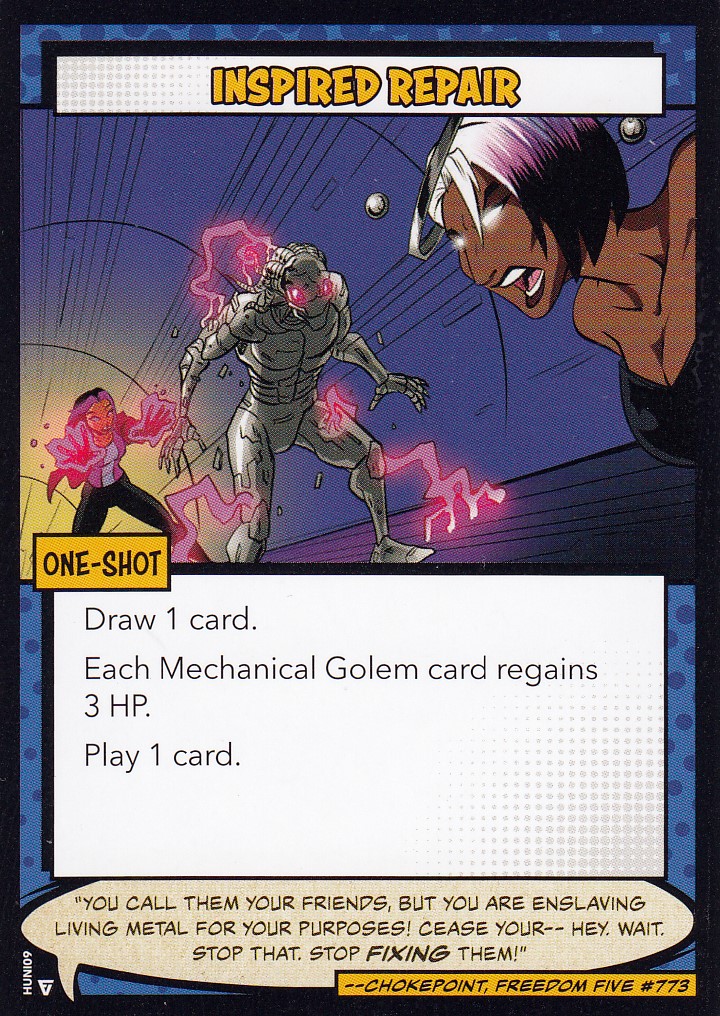 INSPIRED REPAIR
ONE-SHOT
Draw 1 card.
Each Mechanical Golem card regains
3 HP.
Play 1 card.
"YOU CALL THEM YOUR FRIENDS, BUT YOU ARE ENSLAVING
LIVING METAL FOR YOUR PURPOSES! CEASE YOUR-- HEY. WAIT.
STOP THAT. STOP FIXING THEM!"
--CHOKEPOINT, FREEDOM FIVE #773
HUNI09